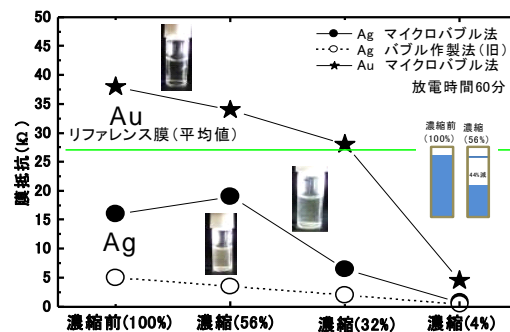 50
45
40
35
30
25
20
15
10
5
0
膜抵抗(kΩ)
Ag マイクロバブル法
Ag バブル作製法(旧)
Au マイクロバブル法
放電時間60分
Au
リファレンス膜(平均値)
濃縮前
(100%)
濃縮
(56%)
44%減
Ag
濃縮前(100%) 濃縮(56%) 濃縮(32%) 濃縮(4%)